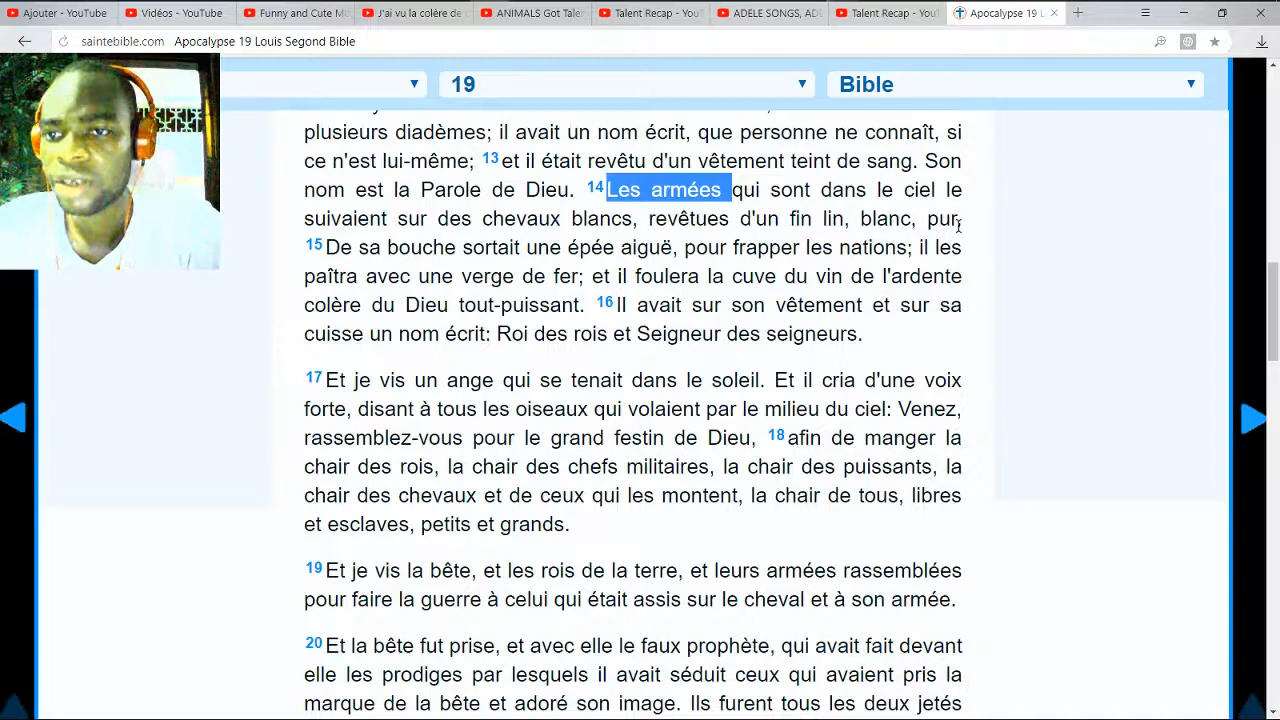 Ajouter - YouTube
Vidéos - YouTube
Funny and Cute M
J'ai vu la colère de
ANIMALS Got Talen
Talent Recap - You
ADELE SONGS, AD
Talent Recap - You
Apocalypse 19 L
saintebible.com Apocalypse 19 Louis Segond Bible
19
Bible
plusieurs diadèmes; il avait un nom écrit, que personne ne connaît, si
ce n'est lui-même; 13 et il était revêtu d'un vêtement teint de sang. Son
nom est la Parole de Dieu. 14 Les armées qui sont dans le ciel le
suivaient sur des chevaux blancs, revêtues d'un fin lin, blanc, pur.
15 De sa bouche sortait une épée aiguë, pour frapper les nations; il les
paîtra avec une verge de fer; et il foulera la cuve du vin de l'ardente
colère du Dieu tout-puissant. 16 Il avait sur son vêtement et sur sa
cuisse un nom écrit: Roi des rois et Seigneur des seigneurs.
17 Et je vis un ange qui se tenait dans le soleil. Et il cria d'une voix
forte, disant à tous les oiseaux qui volaient par le milieu du ciel: Venez,
rassemblez-vous pour le grand festin de Dieu, 18 afin de manger la
chair des rois, la chair des chefs militaires, la chair des puissants, la
chair des chevaux et de ceux qui les montent, la chair de tous, libres
et esclaves, petits et grands.
19 Et je vis la bête, et les rois de la terre, et leurs armées rassemblées
pour faire la guerre à celui qui était assis sur le cheval et à son armée.
20 Et la bête fut prise, et avec elle le faux prophète, qui avait fait devant
elle les prodiges par lesquels il avait séduit ceux qui avaient pris la
marque de la bête et adoré son image. Ils furent tous les deux jetés